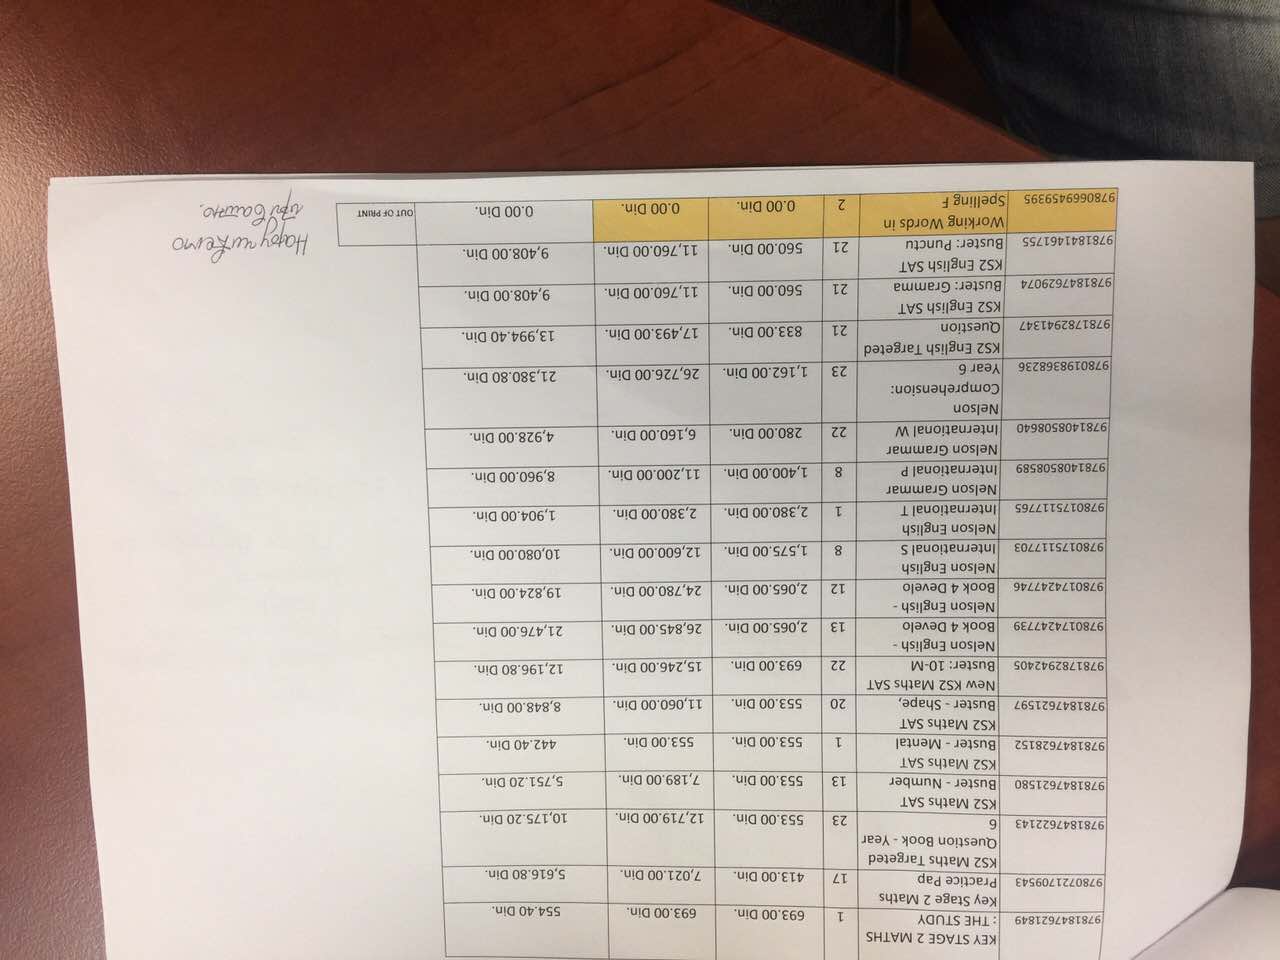 KEY STAGE 2 MATHS
9781847621849 : THE STUDY 1 693.00 Din. 693.00 Din. 554.40 Din.
Key Stage 2 Maths
9780721709543 Practice Pap 17 413.00 Din. 7,021.00 Din. 5,616.80 Din.
KS2 Maths Targeted
Question Book - Year
9781847622143 6 23 553.00 Din. 12,719.00 Din. 10,175.20 Din.
KS2 Maths SAT
9781847621580 Buster - Number 13 553.00 Din. 7,189.00 Din. 5,751.20 Din.
KS2 Maths SAT
9781847628152 Buster - Mental 1 553.00 Din. 553.00 Din. 442.40 Din.
KS2 Maths SAT
9781847621597 Buster - Shape, 20 553.00 Din. 11,060.00 Din. 8,848.00 Din.
New KS2 Maths SAT
9781782942405 Buster: 10-M 22 693.00 Din. 15,246.00 Din. 12,196.80 Din.
Nelson English -
9780174247739 Book 4 Develo 13 2,065.00 Din. 26,845.00 Din. 21,476.00 Din.
Nelson English -
9780174247746 Book 4 Develo 12 2,065.00 Din. 24,780.00 Din. 19,824.00 Din.
Nelson English
9780175117703 International S 8 1,575.00 Din. 12,600.00 Din. 10,080.00 Din.
Nelson English
9780175117765 International T 1 2,380.00 Din. 2,380.00 Din. 1,904.00 Din.
Nelson Grammar
9781408508589 International P 8 1,400.00 Din. 11,200.00 Din. 8,960.00 Din.
Nelson Grammar
9781408508640 International W 22 280.00 Din. 6,160.00 Din. 4,928.00 Din.
Nelson
Comprehension:
9780198368236 Year 6 23 1,162.00 Din. 26,726.00 Din. 21,380.80 Din.
KS2 English Targeted
9781782941347 Question 21 833.00 Din. 17,493.00 Din. 13,994.40 Din.
KS2 English SAT
9781847629074 Buster: Gramma 21 560.00 Din. 11,760.00 Din. 9,408.00 Din.
KS2 English SAT
9781841461755 Buster: Punctu 21 560.00 Din. 11,760.00 Din. 9,408.00 Din.
Working Words in
9780669459395 Spelling F 2 0.00 Din. 0.00 Din. 0.00 Din. OUT OF PRINT